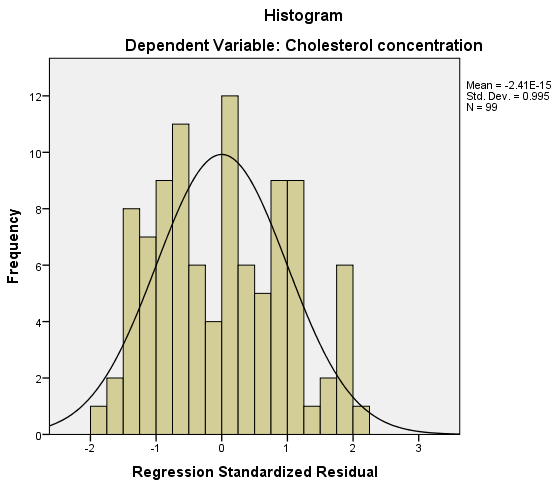 Histogram
Dependent Variable: Cholesterol concentration
Mean = -2.41E-15
Std. Dev. = 0.995
N = 99
Frequency
12
10
8
6
4
2
0
-2 -1 0 1 2 3
Regression Standardized Residual